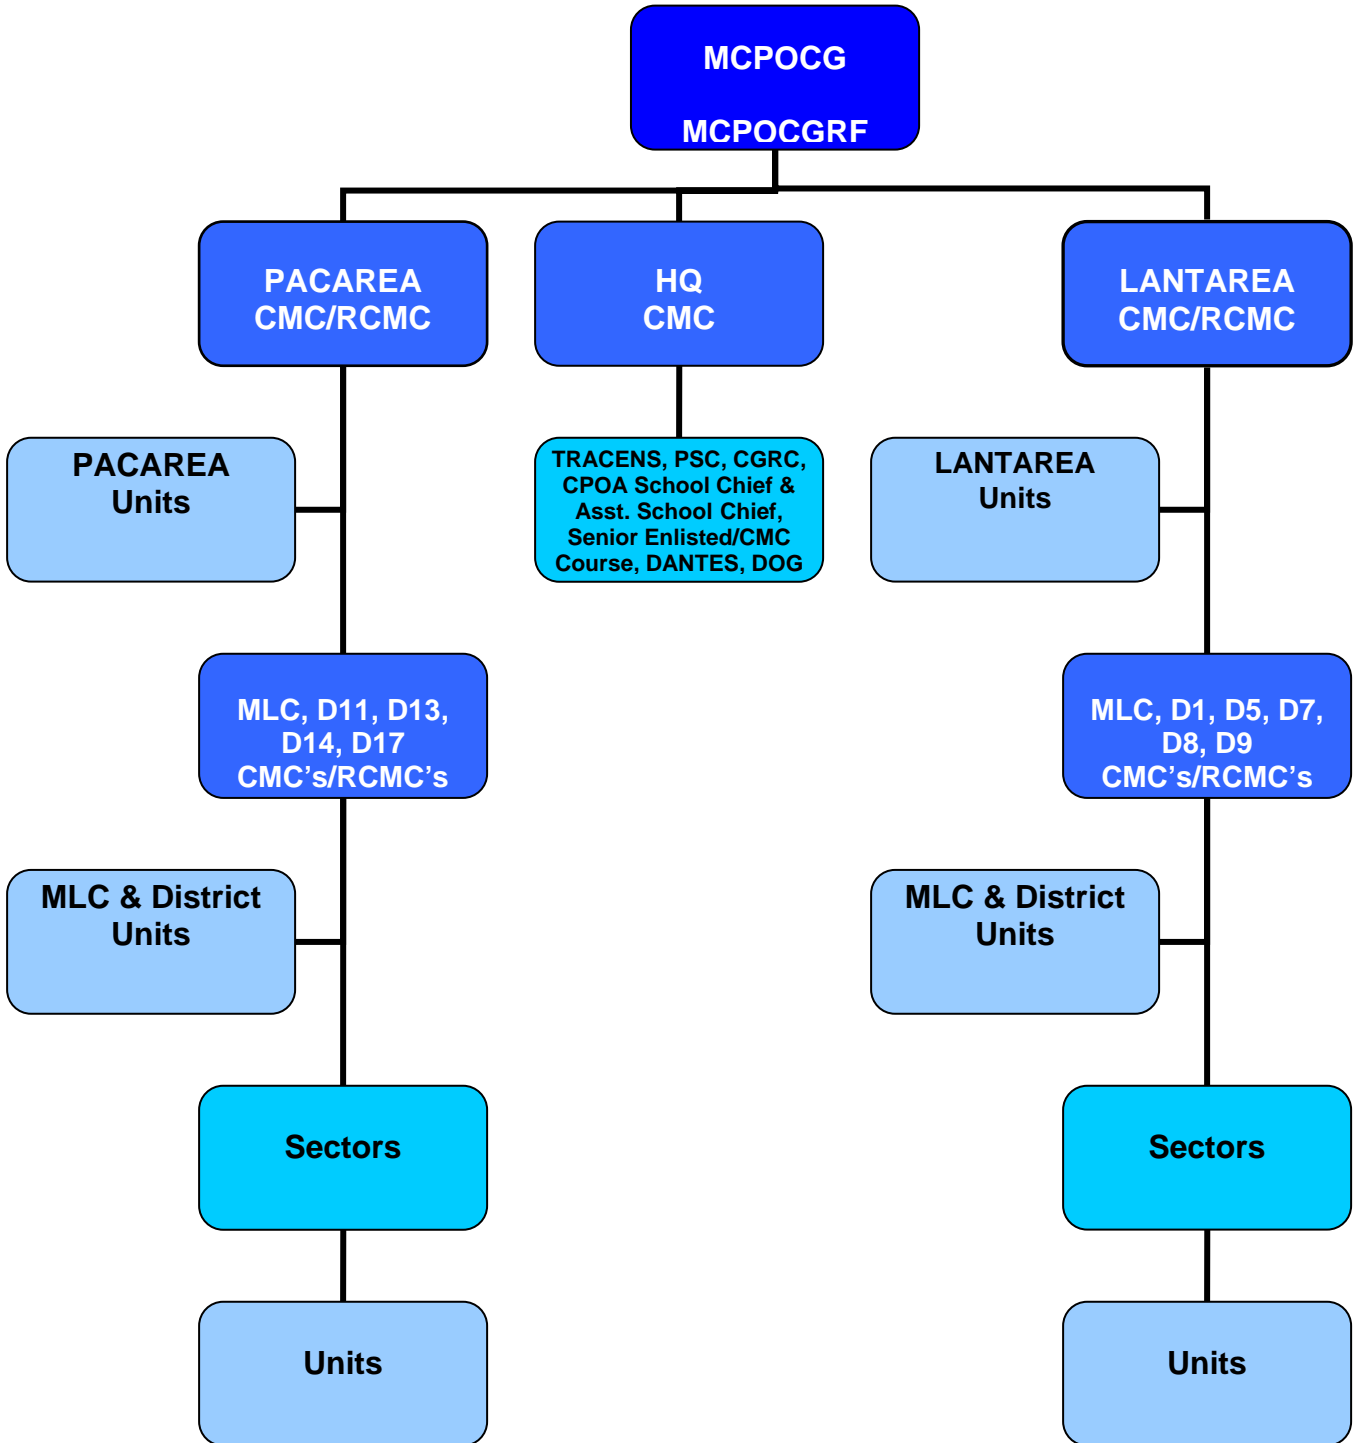 MCPOCG
MCPOCGRF
PACAREA
CMC/RCMC
HQ
CMC
LANTAREA
CMC/RCMC
PACAREA
Units
TRACENS, PSC, CGRC,
CPOA School Chief &
Asst. School Chief,
Senior Enlisted/CMC
Course, DANTES, DOG
LANTAREA
Units
MLC, D11, D13,
D14, D17
CMC’s/RCMC’s
MLC, D1, D5, D7,
D8, D9
CMC’s/RCMC’s
MLC & District
Units
MLC & District
Units
Sectors
Sectors
Units
Units